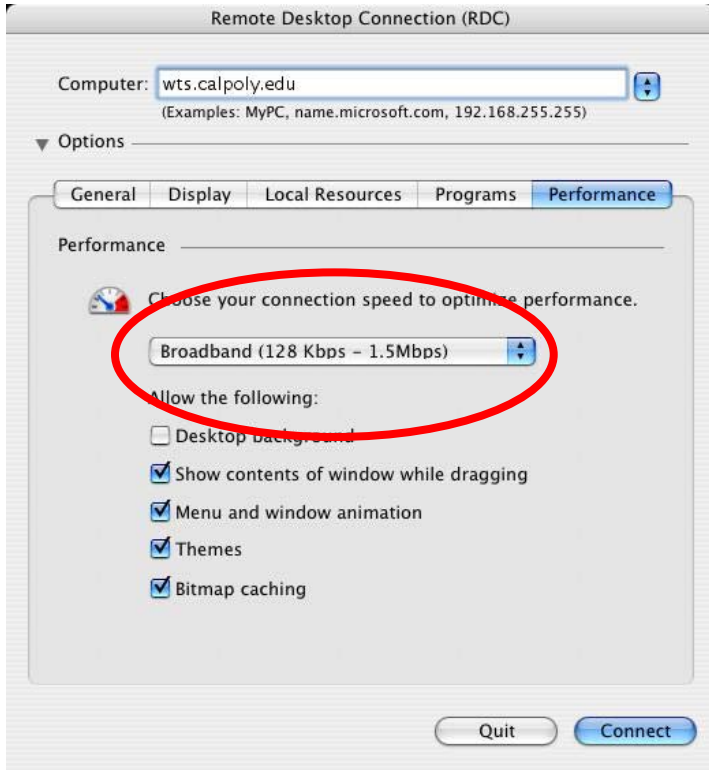 Remote Desktop Connection (RDC)
Computer: wts.calpoly.edu
(Examples: MyPC, name.microsoft.com, 192.168.255.255)
Options
General Display Local Resources Programs Performance
Performance
Choose your connection speed to optimize performance.
Broadband (128 Kbps – 1.5Mbps)
Allow the following:
Desktop background
Show contents of window while dragging
Menu and window animation
Themes
Bitmap caching
Quit Connect